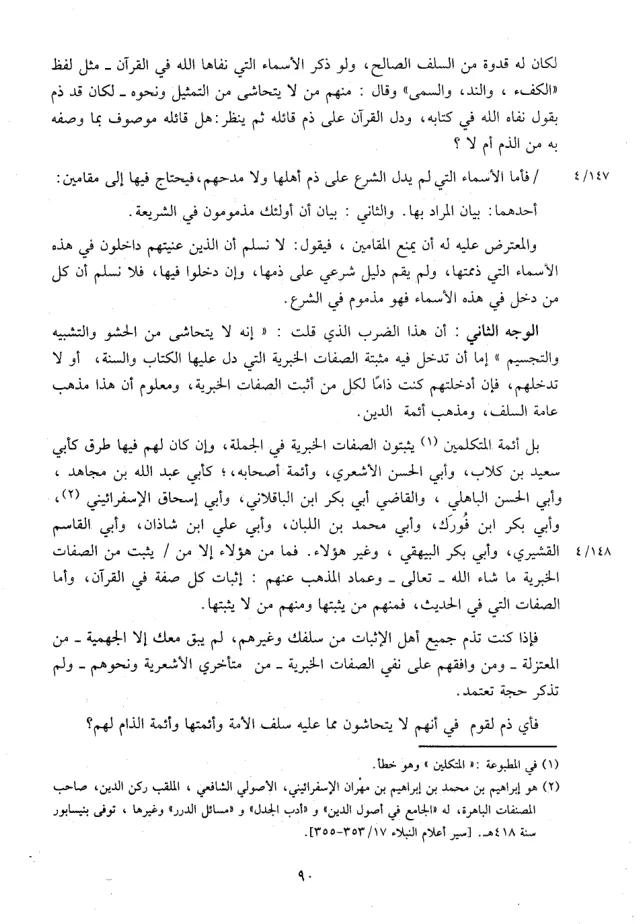 لكان له قدوة من السلف الصالح، ولو ذكر الأسماء التي نفاها الله في القرآن ـ مثل لفظ
«الكفء ، والند، والسمى» وقال : منهم من لا يتحاشى من التمثيل ونحوه ـ لكان قد ذم
بقول نفاه الله في كتابه، ودل القرآن على ذم قائله ثم ينظر: هل قائله موصوف بما وصفه
به من الذم أم لا ؟
٤/١٤٧ / فأما الأسماء التي لم يدل الشرع على ذم أهلها ولا مدحهم، فيحتاج فيها إلى مقامين:
أحدهما: بيان المراد بها. والثاني : بيان أن أولئك مذمومون في الشريعة.
والمعترض عليه له أن يمنع المقامين ، فيقول: لا نسلم أن الذين عنيتهم داخلون في هذه
الأسماء التي ذممتها، ولم يقم دليل شرعي على ذمها، وإن دخلوا فيها، فلا نسلم أن كل
من دخل في هذه الأسماء فهو مذموم في الشرع.
الوجه الثاني : أن هذا الضرب الذي قلت : « إنه لا يتحاشى من الحشو والتشبيه
والتجسيم » إما أن تدخل فيه مثبتة الصفات الخبرية التي دل عليها الكتاب والسنة، أو لا
تدخلهم، فإن أدخلتهم كنت ذامًا لكل من أثبت الصفات الخبرية، ومعلوم أن هذا مذهب
عامة السلف، ومذهب أئمة الدين.
بل أئمة المتكلمين (١) يثبتون الصفات الخبرية في الجملة، وإن كان لهم فيها طرق كأبي
سعيد بن كلاب، وأبي الحسن الأشعري، وأئمة أصحابه،؛ كأبي عبد الله بن مجاهد ،
وأبي الحسن الباهلي ، والقاضي أبي بكر ابن الباقلاني، وأبي إسحاق الإسفرائيني (٢)،
وأبي بكر ابن فُورَك، وأبي محمد بن اللبان، وأبي علي ابن شاذان، وأبي القاسم
٤/١٤٨ القشيري، وأبي بكر البيهقي ، وغير هؤلاء. فما من هؤلاء إلا من / يثبت من الصفات
الخبرية ما شاء الله ـ تعالى ـ وعماد المذهب عنهم : إثبات كل صفة في القرآن، وأما
الصفات التي في الحديث، فمنهم من يثبتها ومنهم من لا يثبتها.
فإذا كنت تذم جميع أهل الإثبات من سلفك وغيرهم، لم يبق معك إلا الجهمية ـ من
المعتزلة ـ ومن وافقهم على نفي الصفات الخبرية ـ من متأخري الأشعرية ونحوهم ـ ولم
تذكر حجة تعتمد.
فأي ذم لقوم في أنهم لا يتحاشون مما عليه سلف الأمة وأئمتها وأئمة الذام لهم؟
(١) في المطبوعة :« المتكلين » وهو خطأ.
(٢) هو إبراهيم بن محمد بن إبراهيم بن مهْران الإسفرائيني، الأصولي الشافعي ، الملقب ركن الدين، صاحب
المصنفات الباهرة، له «الجامع في أصول الدين» و «أدب الجدل» و «مسائل الدرر» وغيرها ، توفى بنيسابور
سنة ٤١٨هـ. [سير أعلام النبلاء ١٧/ ٣٥٣-٣٥٥].
٩٠